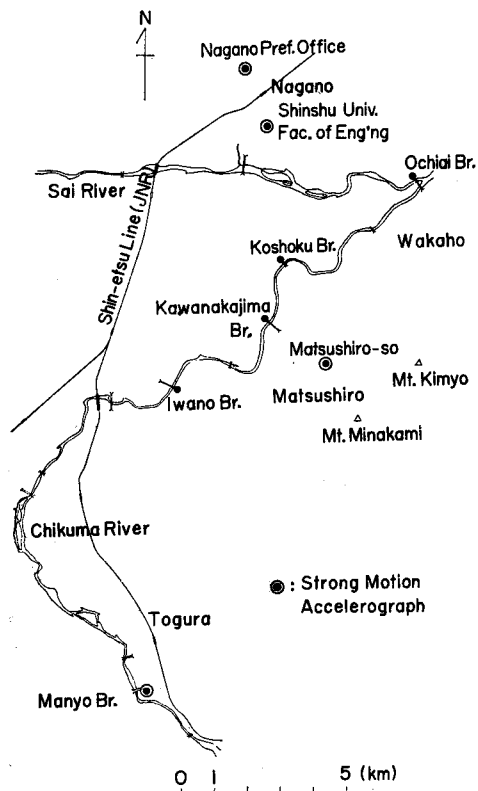 N
Nagano Pref. Office
Nagano
Shinshu Univ.
Fac. of Eng'ng
Ochiai Br.
Sai River
Shin-etsu Line (JNR)
Wakaho
Koshoku Br.
Kawanakajima
Br.
Matsushiro-so
Mt. Kimyo
Iwano Br.
Matsushiro
Mt. Minakami
Chikuma River
: Strong Motion
Accelerograph
Togura
Manyo Br.
0 1 5 (km)